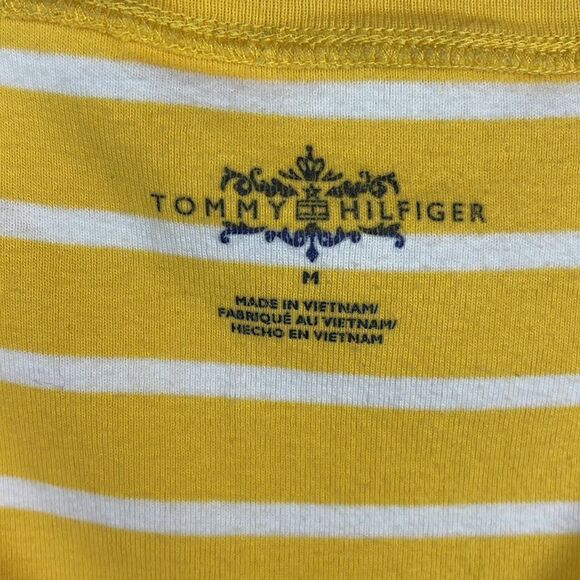 TOMMY HILFIGER
M
MADE IN VIETNAM/
FABRIQUÉ AU VIETNAM/
HECHO EN VIETNAM